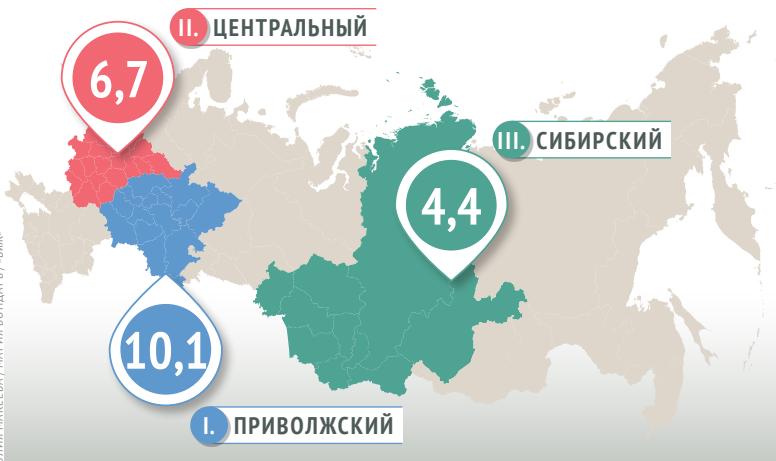 II. ЦЕНТРАЛЬНЫЙ
6,7
III. СИБИРСКИЙ
4,4
10,1
I. ПРИВОЛЖСКИЙ